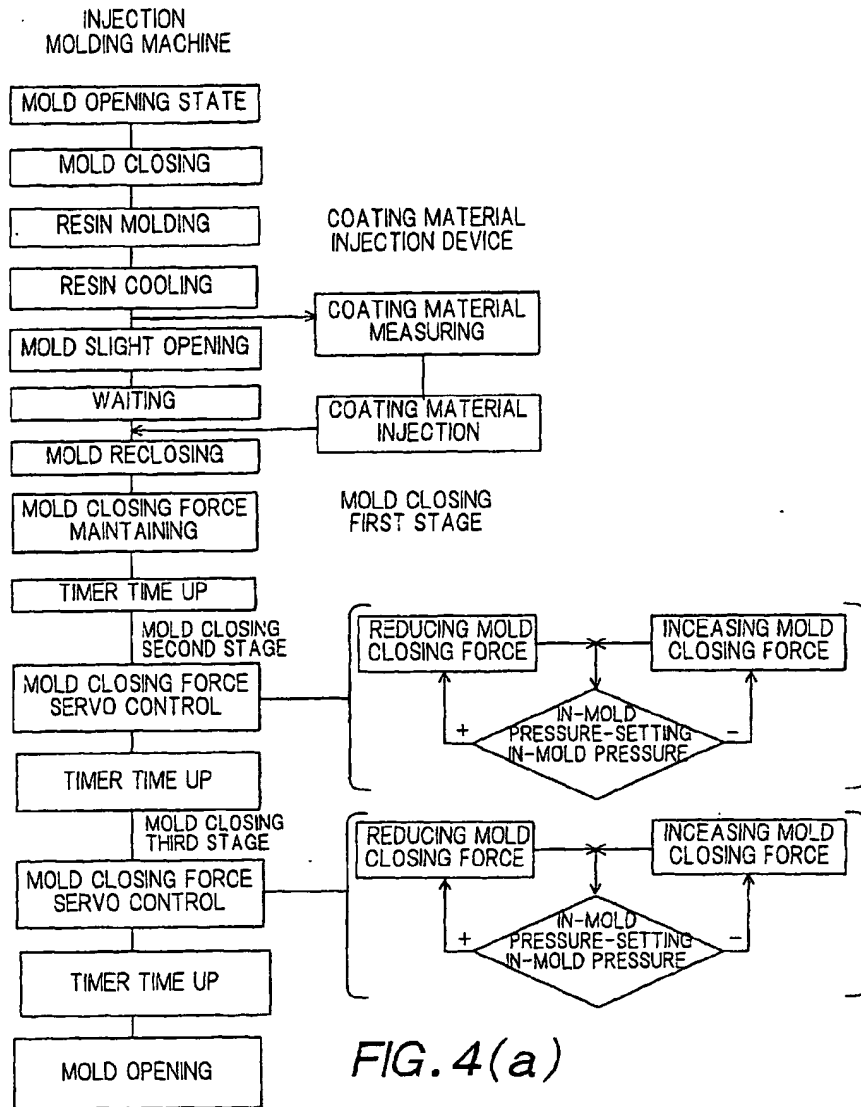 INJECTION
MOLDING MACHINE
MOLD OPENING STATE
MOLD CLOSING
RESIN MOLDING
RESIN COOLING
COATING MATERIAL
INJECTION DEVICE
COATING MATERIAL
MEASURING
MOLD SLIGHT OPENING
WAITING
COATING MATERIAL
INJECTION
MOLD RECLOSING
MOLD CLOSING FORCE
MAINTAINING
MOLD CLOSING
FIRST STAGE
TIMER TIME UP
MOLD CLOSING
SECOND STAGE
MOLD CLOSING FORCE
SERVO CONTROL
REDUCING MOLD
CLOSING FORCE
INCEASING MOLD
CLOSING FORCE
+
IN-MOLD
PRESSURE-SETTING
IN-MOLD PRESSURE
−
TIMER TIME UP
MOLD CLOSING
THIRD STAGE
MOLD CLOSING FORCE
SERVO CONTROL
REDUCING MOLD
CLOSING FORCE
INCEASING MOLD
CLOSING FORCE
+
IN-MOLD
PRESSURE-SETTING
IN-MOLD PRESSURE
−
TIMER TIME UP
MOLD OPENING
FIG. 4(a)